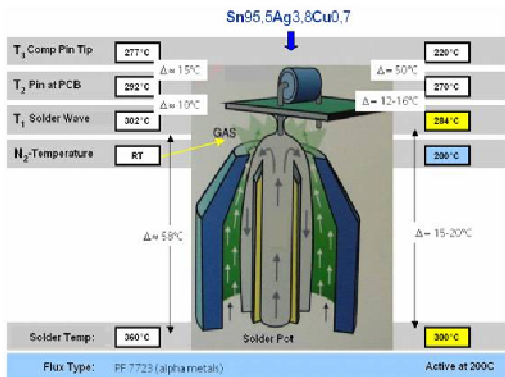 Sn95,5Ag3,8Cu0,7
T₃ Comp Pin Tip 277°C 220°C
Δ ≈ 15°C Δ ≈ 50°C
T₂ Pin at PCB 292°C 270°C
Δ ≈ 10°C Δ ≈ 12-16°C
T₁ Solder Wave 302°C 284°C
GAS
N₂-Temperature RT 200°C
Δ ≈ 58°C Δ ≈ 15-20°C
Solder Temp: 360°C Solder Pot 300°C
Flux Type: PF 7723 (alphametals) Active at 200C